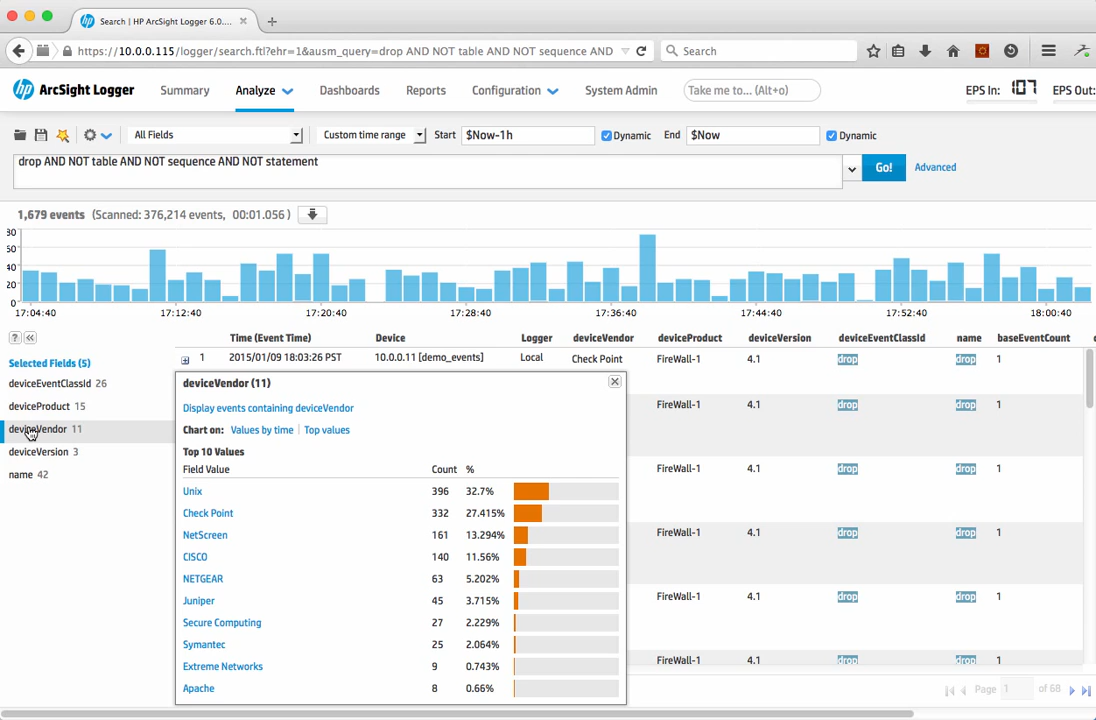 Search | HP ArcSight Logger 6.0....
https://10.0.0.115/logger/search.ftl?ehr=1&ausm_query=drop AND NOT table AND NOT sequence AND
Search
hp ArcSight Logger Summary Analyze Dashboards Reports Configuration System Admin Take me to... (Alt+o) EPS In: 107 EPS Out:
All Fields Custom time range Start $Now-1h Dynamic End $Now Dynamic
drop AND NOT table AND NOT sequence AND NOT statement
Go! Advanced
1,679 events (Scanned: 376,214 events, 00:01.056 )
80
60
40
20
0
17:04:40 17:12:40 17:20:40 17:28:40 17:36:40 17:44:40 17:52:40 18:00:40
? «
Time (Event Time) Device Logger deviceVendor deviceProduct deviceVersion deviceEventClassId name baseEventCount
1 2015/01/09 18:03:26 PST 10.0.0.11 [demo_events] Local Check Point FireWall-1 4.1 drop drop 1
FireWall-1 4.1 drop drop 1
FireWall-1 4.1 drop drop 1
FireWall-1 4.1 drop drop 1
FireWall-1 4.1 drop drop 1
FireWall-1 4.1 drop drop 1
Selected Fields (5)
deviceEventClassId 26
deviceProduct 15
deviceVendor 11
deviceVersion 3
name 42
deviceVendor (11)
Display events containing deviceVendor
Chart on: Values by time | Top values
Top 10 Values
Field Value Count %
Unix 396 32.7%
Check Point 332 27.415%
NetScreen 161 13.294%
CISCO 140 11.56%
NETGEAR 63 5.202%
Juniper 45 3.715%
Secure Computing 27 2.229%
Symantec 25 2.064%
Extreme Networks 9 0.743%
Apache 8 0.66%
Page 1 of 68